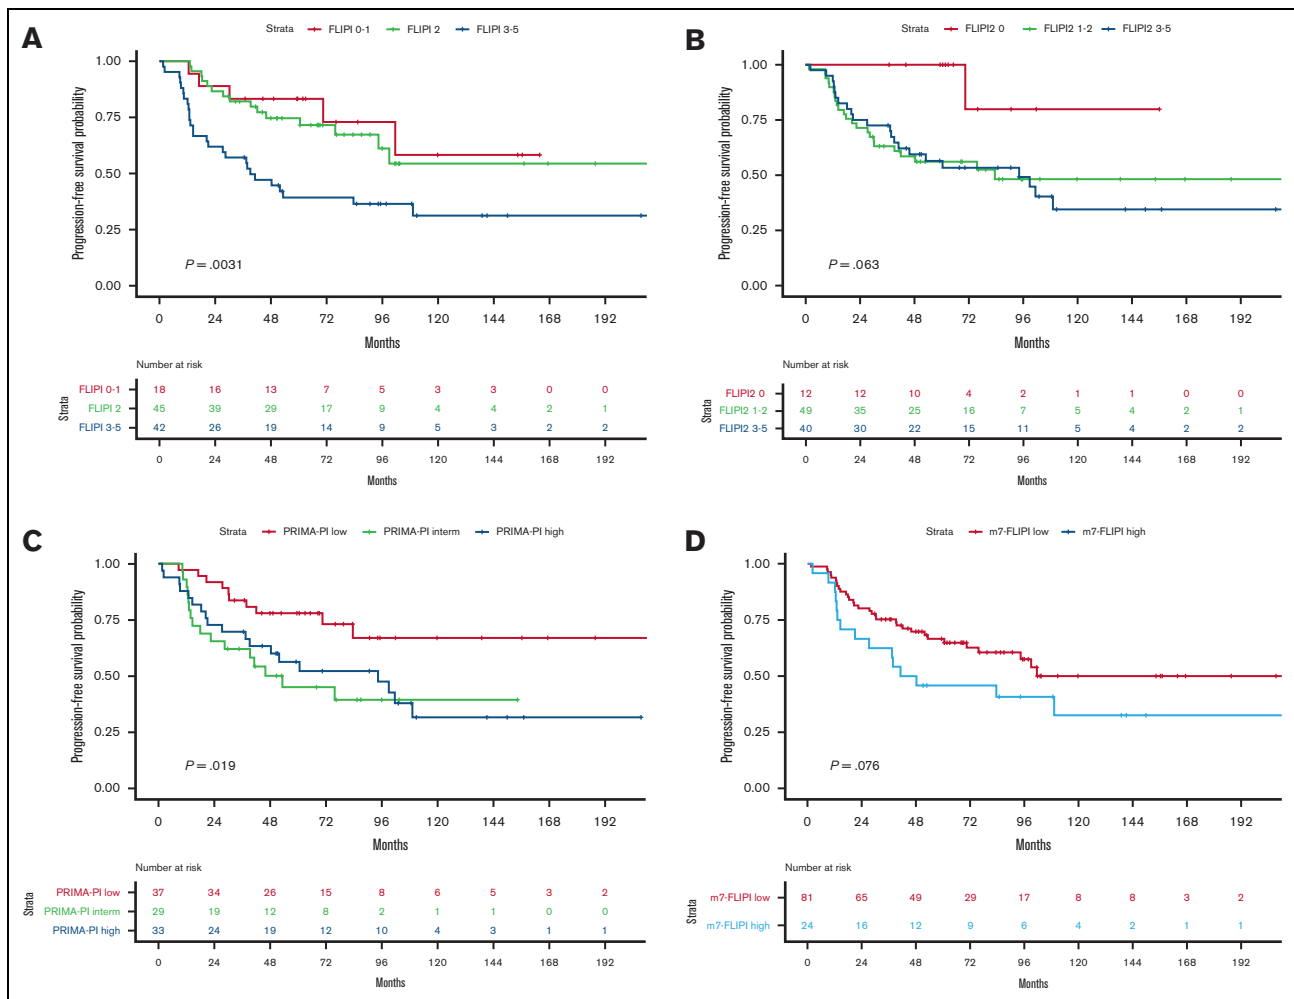 A
Strata FLIPI 0-1 FLIPI 2 FLIPI 3-5
Progression-free survival probability
1.00
0.75
0.50
0.25
0.00
P = .0031
0 24 48 72 96 120 144 168 192
Months
Number at risk
Strata
FLIPI 0-1 18 16 13 7 5 3 3 0 0
FLIPI 2 45 39 29 17 9 4 4 2 1
FLIPI 3-5 42 26 19 14 9 5 3 2 2
0 24 48 72 96 120 144 168 192
Months
B
Strata FLIPI2 0 FLIPI2 1-2 FLIPI2 3-5
Progression-free survival probability
1.00
0.75
0.50
0.25
0.00
P = .063
0 24 48 72 96 120 144 168 192
Months
Number at risk
Strata
FLIPI2 0 12 12 10 4 2 1 1 0 0
FLIPI2 1-2 49 35 25 16 7 5 4 2 1
FLIPI2 3-5 40 30 22 15 11 5 4 2 2
0 24 48 72 96 120 144 168 192
Months
C
Strata PRIMA-PI low PRIMA-PI interm PRIMA-PI high
Progression-free survival probability
1.00
0.75
0.50
0.25
0.00
P = .019
0 24 48 72 96 120 144 168 192
Months
Number at risk
Strata
PRIMA-PI low 37 34 26 15 8 6 5 3 2
PRIMA-PI interm 29 19 12 8 2 1 1 0 0
PRIMA-PI high 33 24 19 12 10 4 3 1 1
0 24 48 72 96 120 144 168 192
Months
D
Strata m7-FLIPI low m7-FLIPI high
Progression-free survival probability
1.00
0.75
0.50
0.25
0.00
P = .076
0 24 48 72 96 120 144 168 192
Months
Number at risk
Strata
m7-FLIPI low 81 65 49 29 17 8 8 3 2
m7-FLIPI high 24 16 12 9 6 4 2 1 1
0 24 48 72 96 120 144 168 192
Months